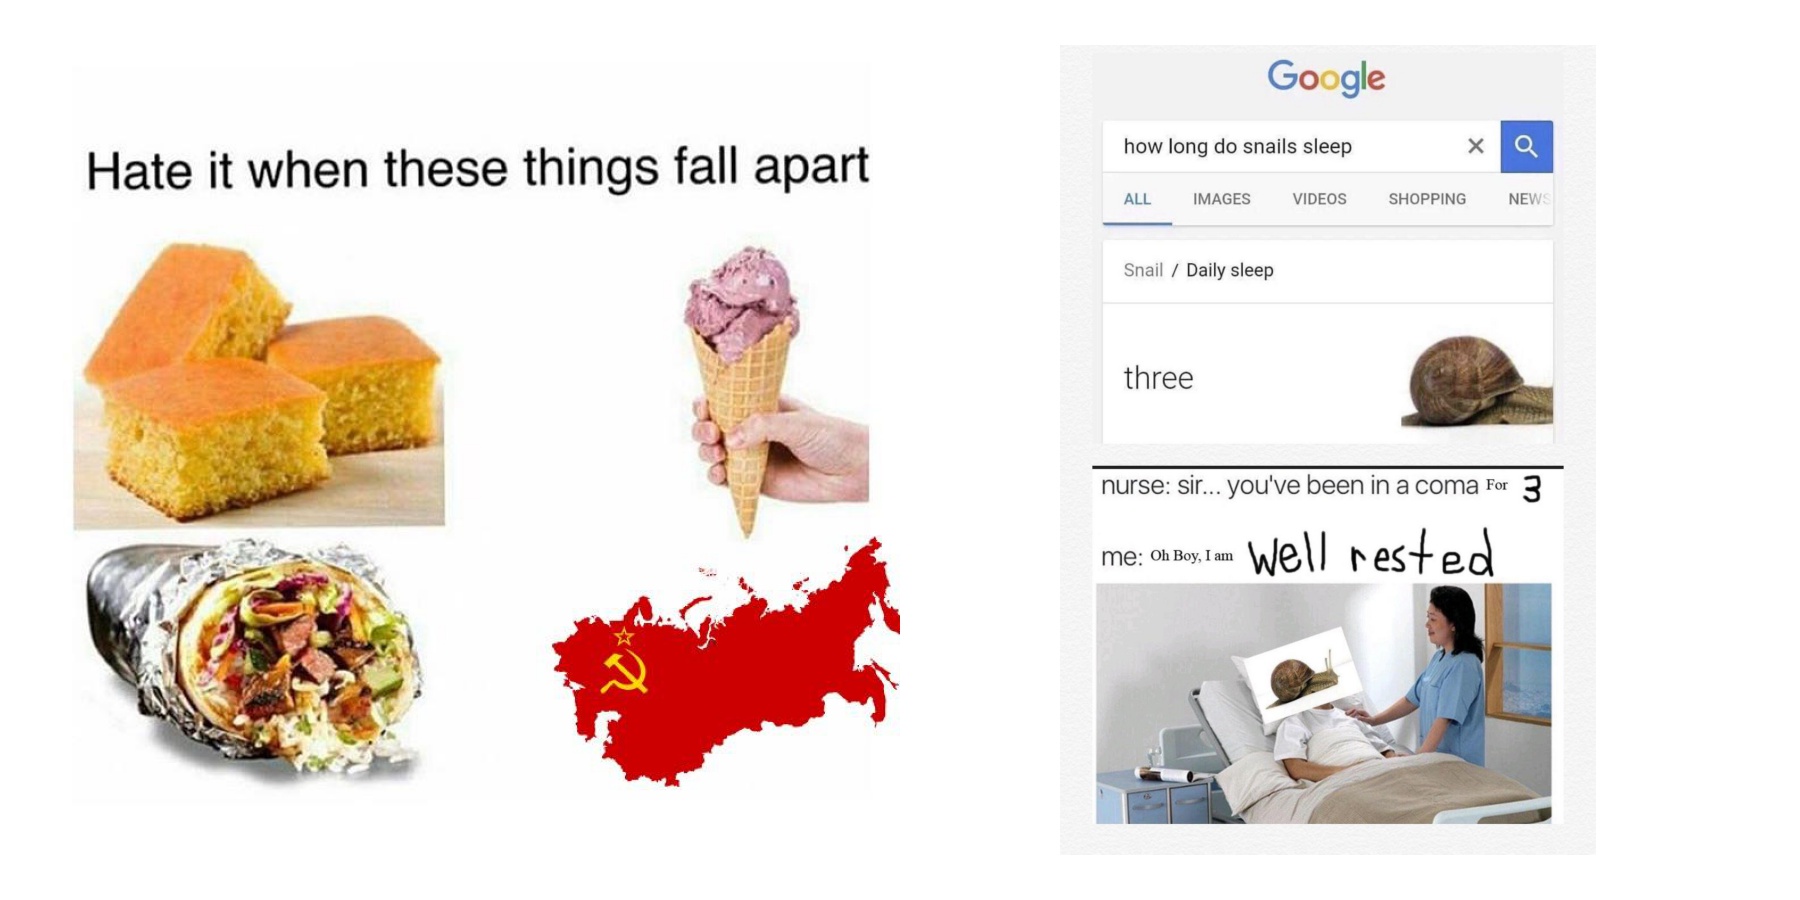 Hate it when these things fall apart
Google
how long do snails sleep
ALL IMAGES VIDEOS SHOPPING NEWS
Snail / Daily sleep
three
nurse: sir... you've been in a coma For 3
me: Oh Boy, I am Well rested